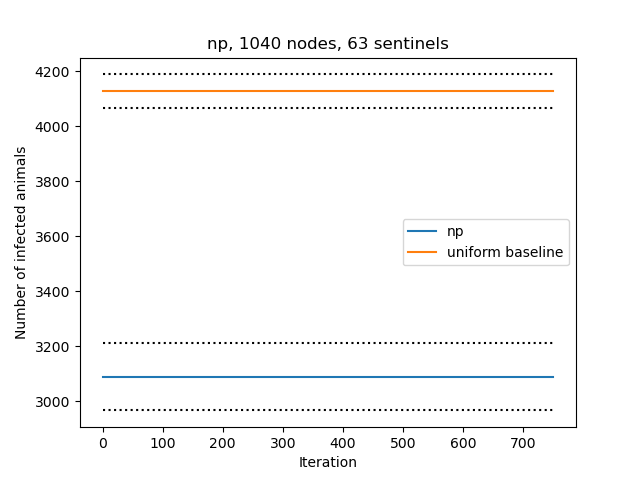 np, 1040 nodes, 63 sentinels
Number of infected animals
4200
4000
3800
3600
3400
3200
3000
np
uniform baseline
0 100 200 300 400 500 600 700
Iteration